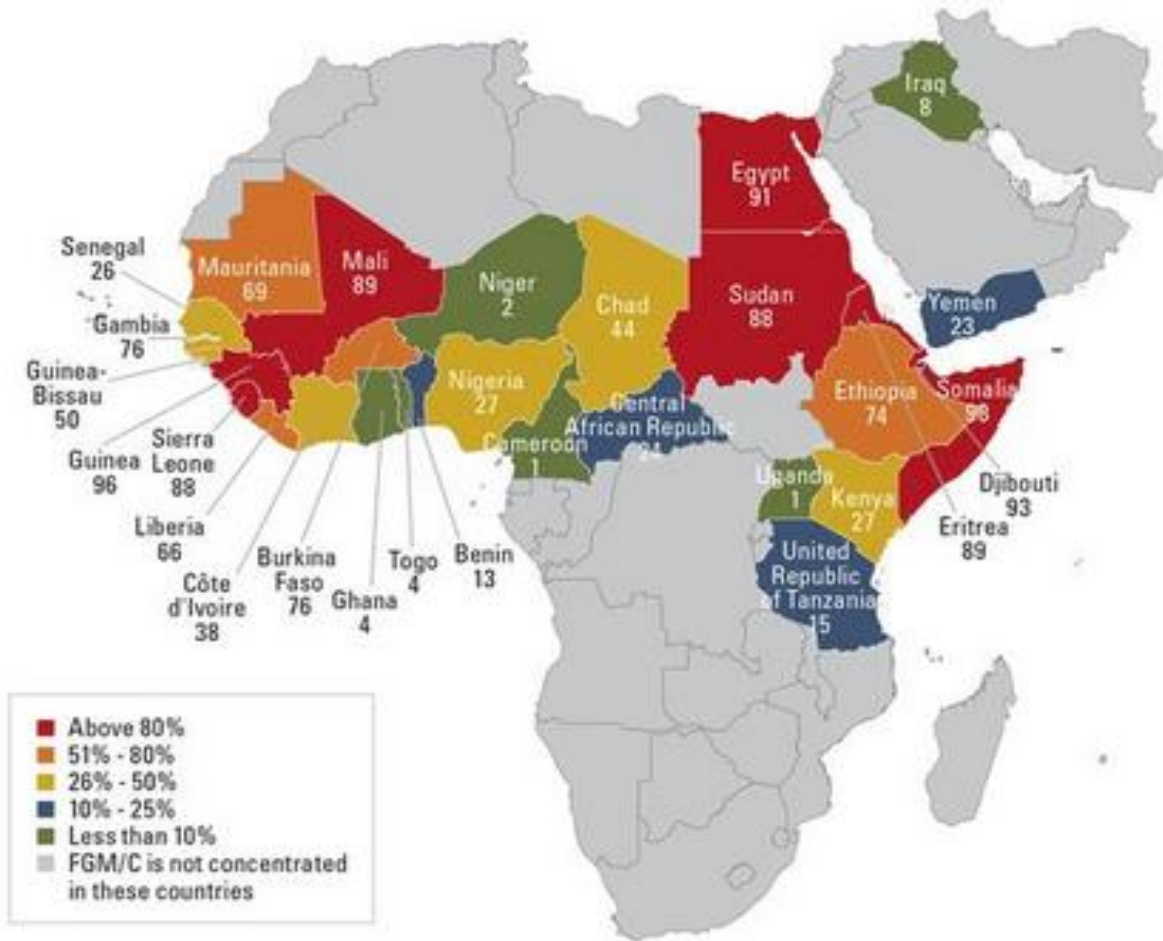 Iraq
8
Egypt
91
Senegal
26
Mauritania
69
Mali
89
Niger
2
Chad
44
Sudan
88
Yemen
23
Gambia
76
Guinea-
Bissau
50
Nigeria
27
Ethiopia
74
Somalia
98
Guinea
96
Sierra
Leone
88
Cameroon
1
Central
African Republic
24
Uganda
1
Kenya
27
Djibouti
93
Eritrea
89
Liberia
66
Côte
d'Ivoire
38
Burkina
Faso
76
Ghana
4
Togo
4
Benin
13
United
Republic
of Tanzania
15
Above 80%
51% - 80%
26% - 50%
10% - 25%
Less than 10%
FGM/C is not concentrated
in these countries